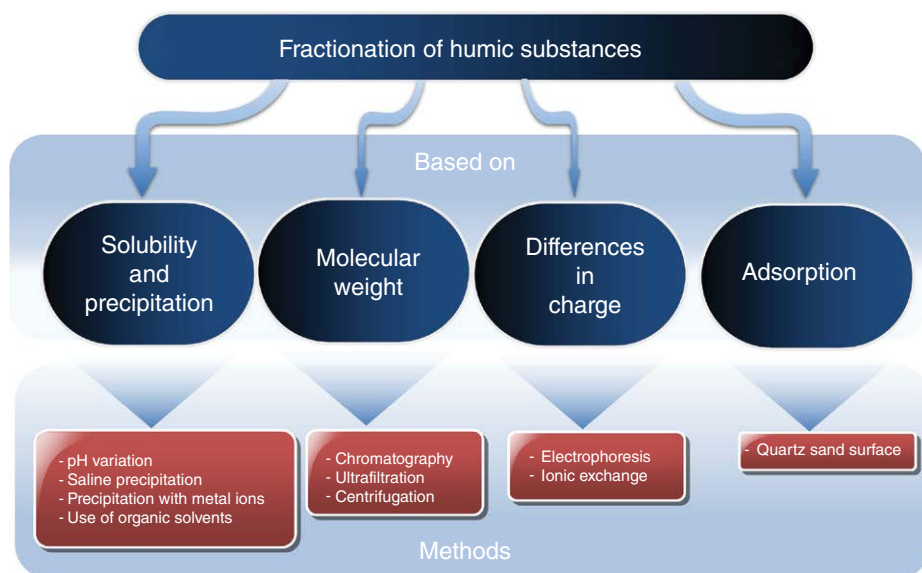 Fractionation of humic substances
Based on
Solubility
and
precipitation
Molecular
weight
Differences
in
charge
Adsorption
- pH variation
- Saline precipitation
- Precipitation with metal ions
- Use of organic solvents
- Chromatography
- Ultrafiltration
- Centrifugation
- Electrophoresis
- Ionic exchange
- Quartz sand surface
Methods